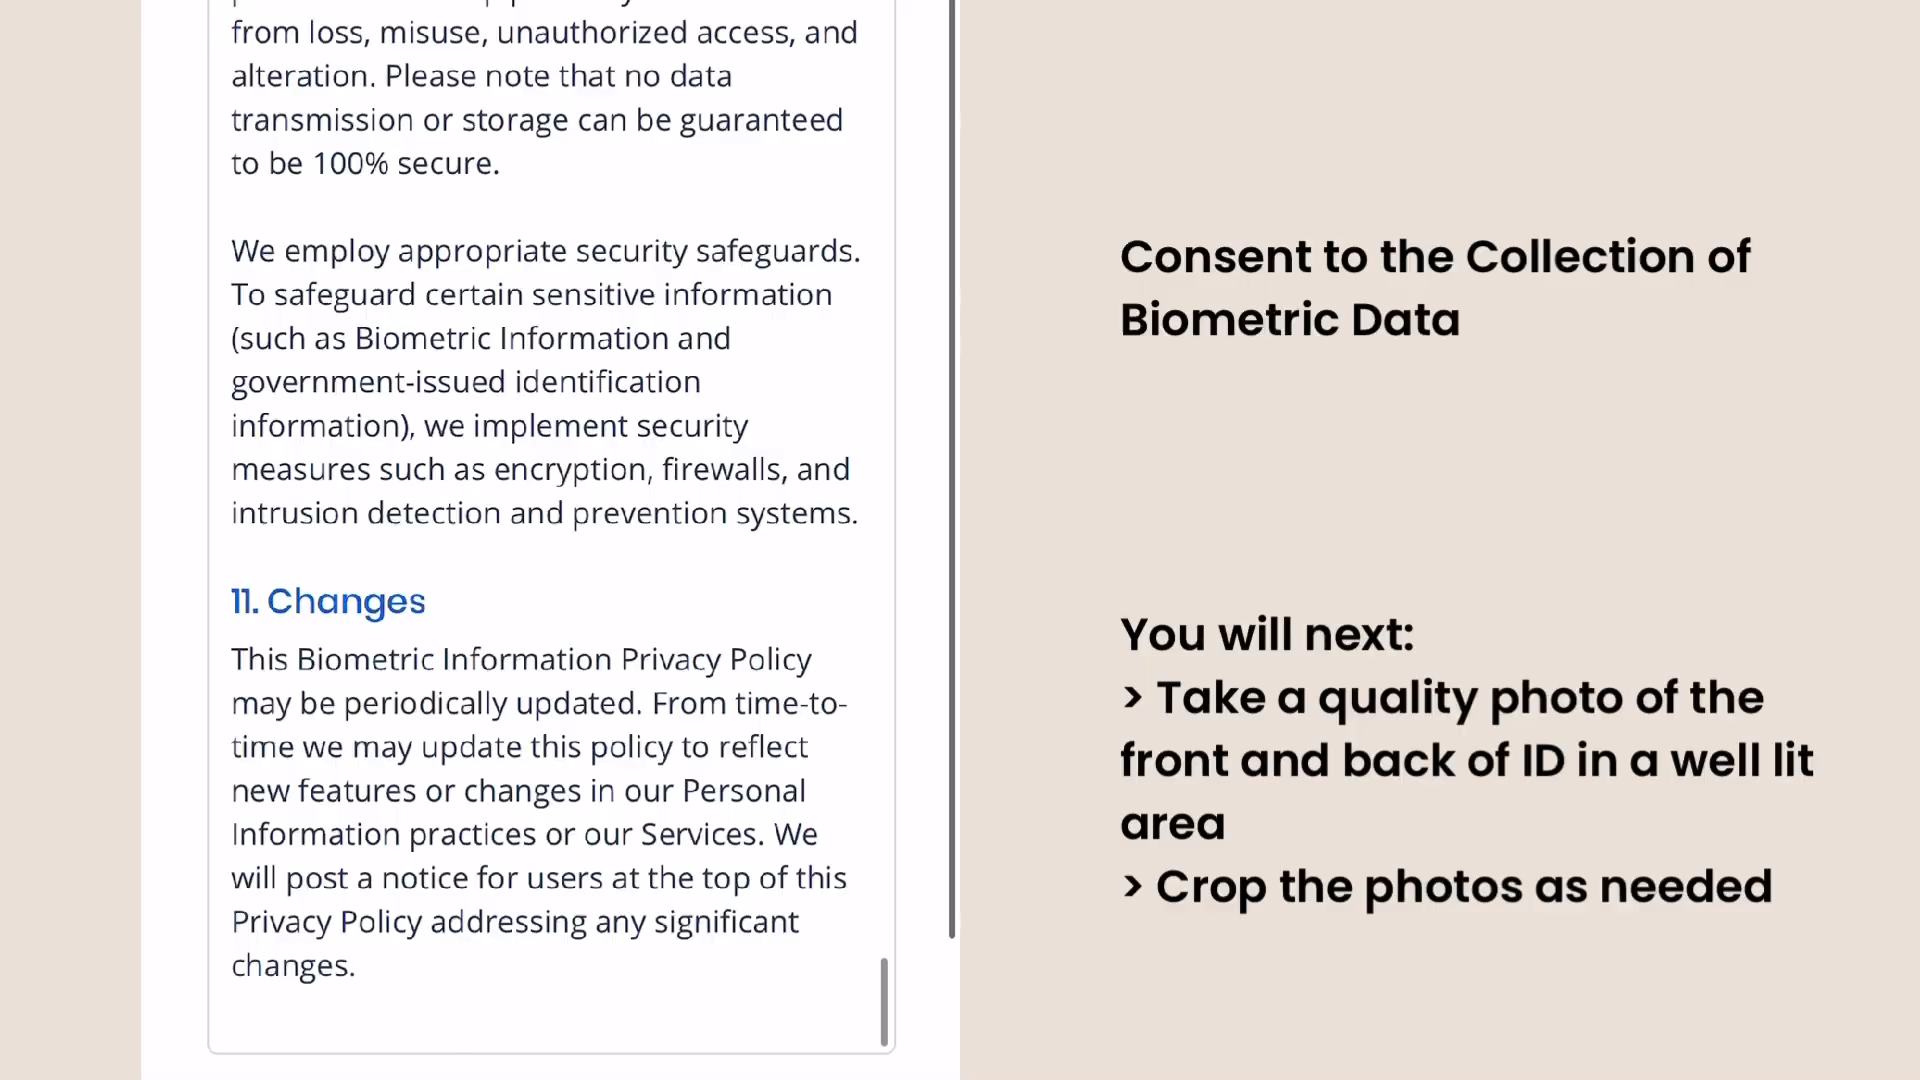 from loss, misuse, unauthorized access, and
alteration. Please note that no data
transmission or storage can be guaranteed
to be 100% secure.
We employ appropriate security safeguards.
To safeguard certain sensitive information
(such as Biometric Information and
government-issued identification
information), we implement security
measures such as encryption, firewalls, and
intrusion detection and prevention systems.
11. Changes
This Biometric Information Privacy Policy
may be periodically updated. From time-to-
time we may update this policy to reflect
new features or changes in our Personal
Information practices or our Services. We
will post a notice for users at the top of this
Privacy Policy addressing any significant
changes.
Consent to the Collection of
Biometric Data
You will next:
> Take a quality photo of the
front and back of ID in a well lit
area
> Crop the photos as needed